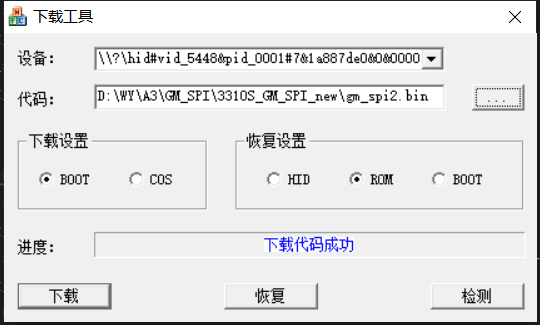 下载工具
设备： \\?\hid#vid_5448&pid_0001#7&1a887de0&0&0000
代码： D:\WY\A3\GM_SPI\3310S_GM_SPI_new\gm_spi2.bin ...
下载设置 恢复设置
BOOT COS HID ROM BOOT
进度： 下载代码成功
下载 恢复 检测